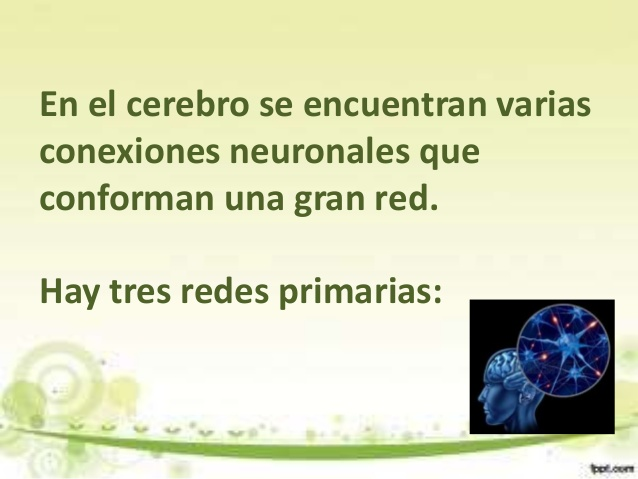 En el cerebro se encuentran varias
conexiones neuronales que
conforman una gran red.
Hay tres redes primarias:
fppt.com